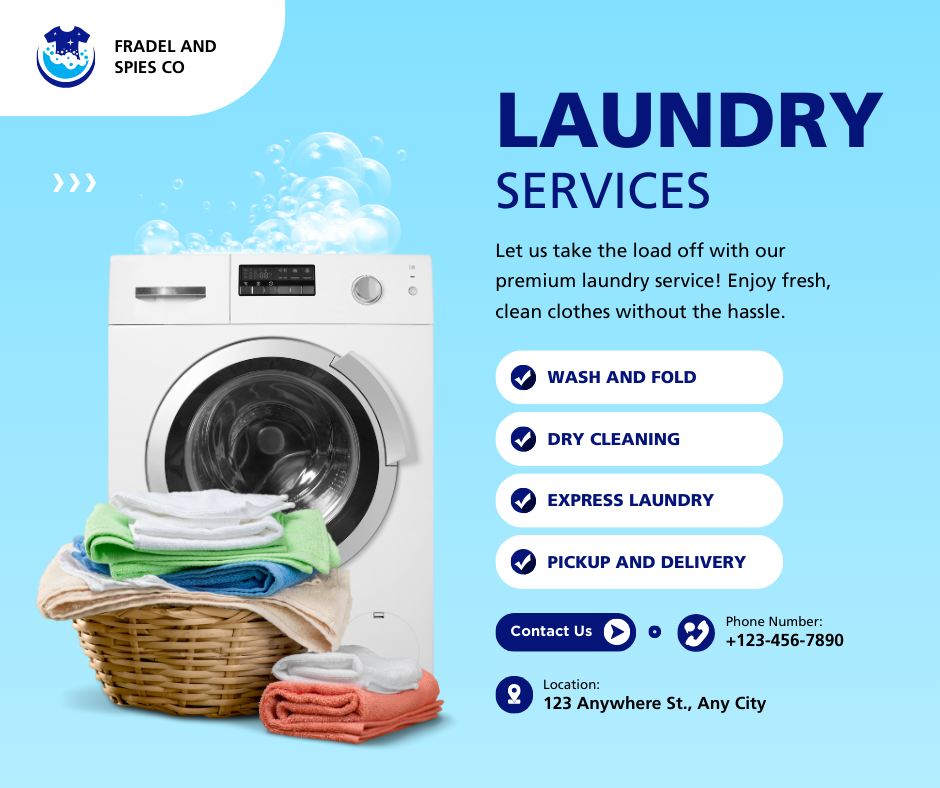 FRADEL AND
SPIES CO
LAUNDRY
SERVICES
Let us take the load off with our
premium laundry service! Enjoy fresh,
clean clothes without the hassle.
WASH AND FOLD
DRY CLEANING
EXPRESS LAUNDRY
PICKUP AND DELIVERY
Contact Us
Phone Number:
+123-456-7890
Location:
123 Anywhere St., Any City